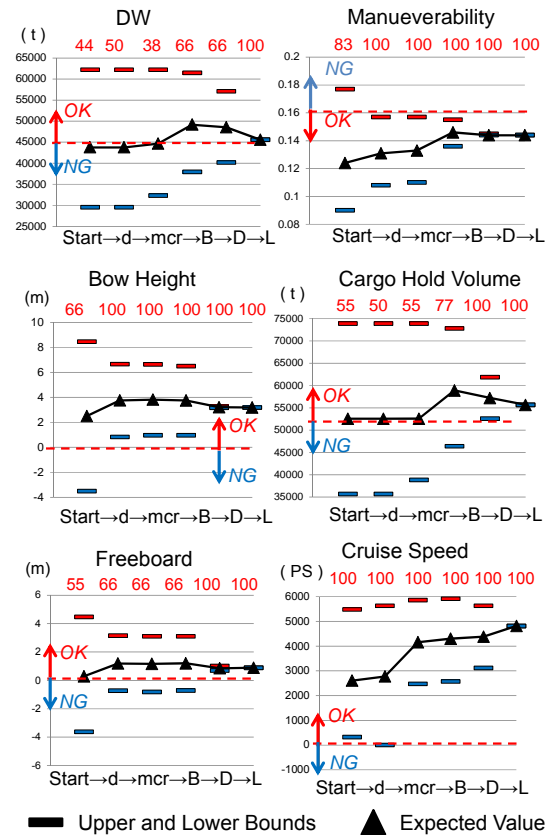 DW
( t )
44 50 38 66 66 100
65000
60000
55000
50000
45000
40000
35000
30000
25000
OK
NG
Start→d→mcr→B→D→L
Manueverability
83 100 100 100 100 100
0.2
0.18
0.16
0.14
0.12
0.1
0.08
NG
OK
Start→d→mcr→B→D→L
Bow Height
(m)
66 100 100 100 100 100
10
8
6
4
2
0
-2
-4
OK
NG
Start→d→mcr→B→D→L
Cargo Hold Volume
( t )
55 50 55 77 100 100
75000
70000
65000
60000
55000
50000
45000
40000
35000
OK
NG
Start→d→mcr→B→D→L
Freeboard
(m)
55 66 66 66 100 100
6
4
2
0
-2
-4
-6
OK
NG
Start→d→mcr→B→D→L
Cruise Speed
( PS )
100 100 100 100 100 100
6000
5000
4000
3000
2000
1000
0
-1000
OK
NG
Start→d→mcr→B→D→L
Upper and Lower Bounds
Expected Value